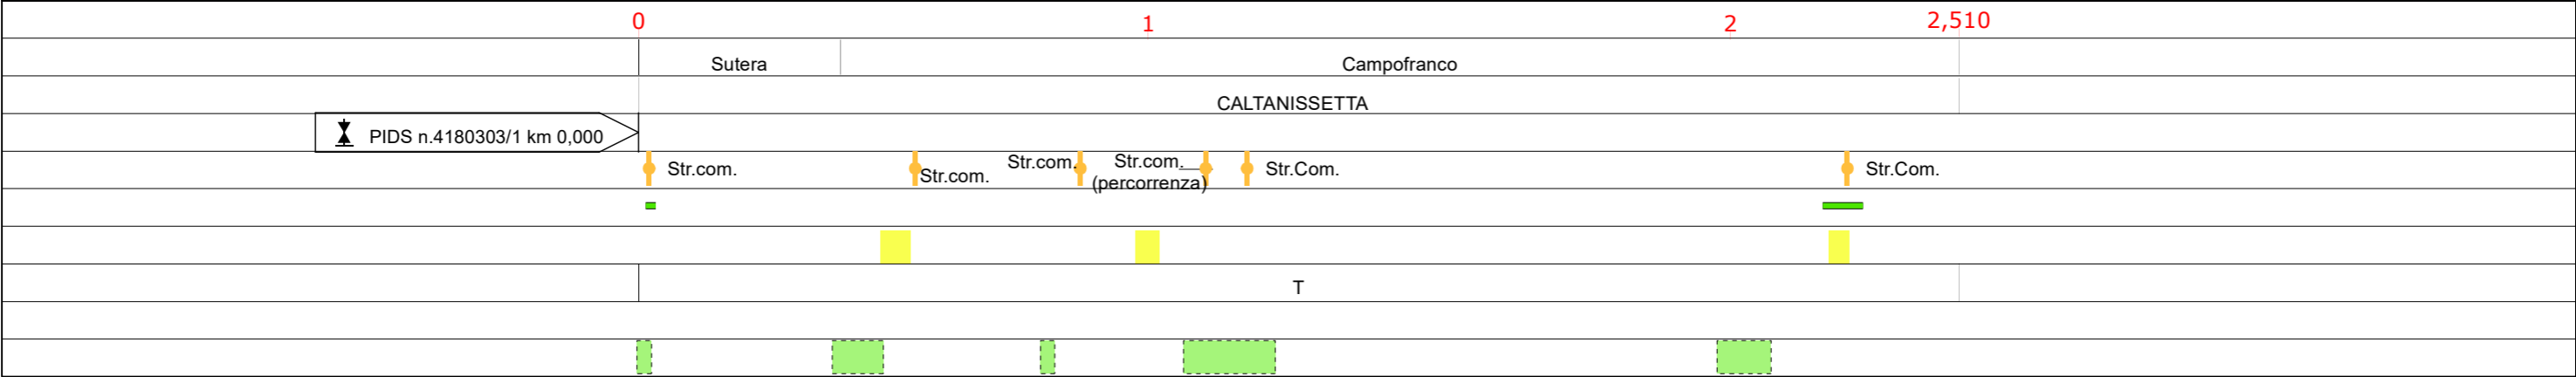 0 1 2 2,510
Sutera Campofranco
CALTANISSETTA
PIDS n.4180303/1 km 0,000
Str.com. Str.com. Str.com. Str.com. Str.Com. Str.Com.
(percorrenza)
T